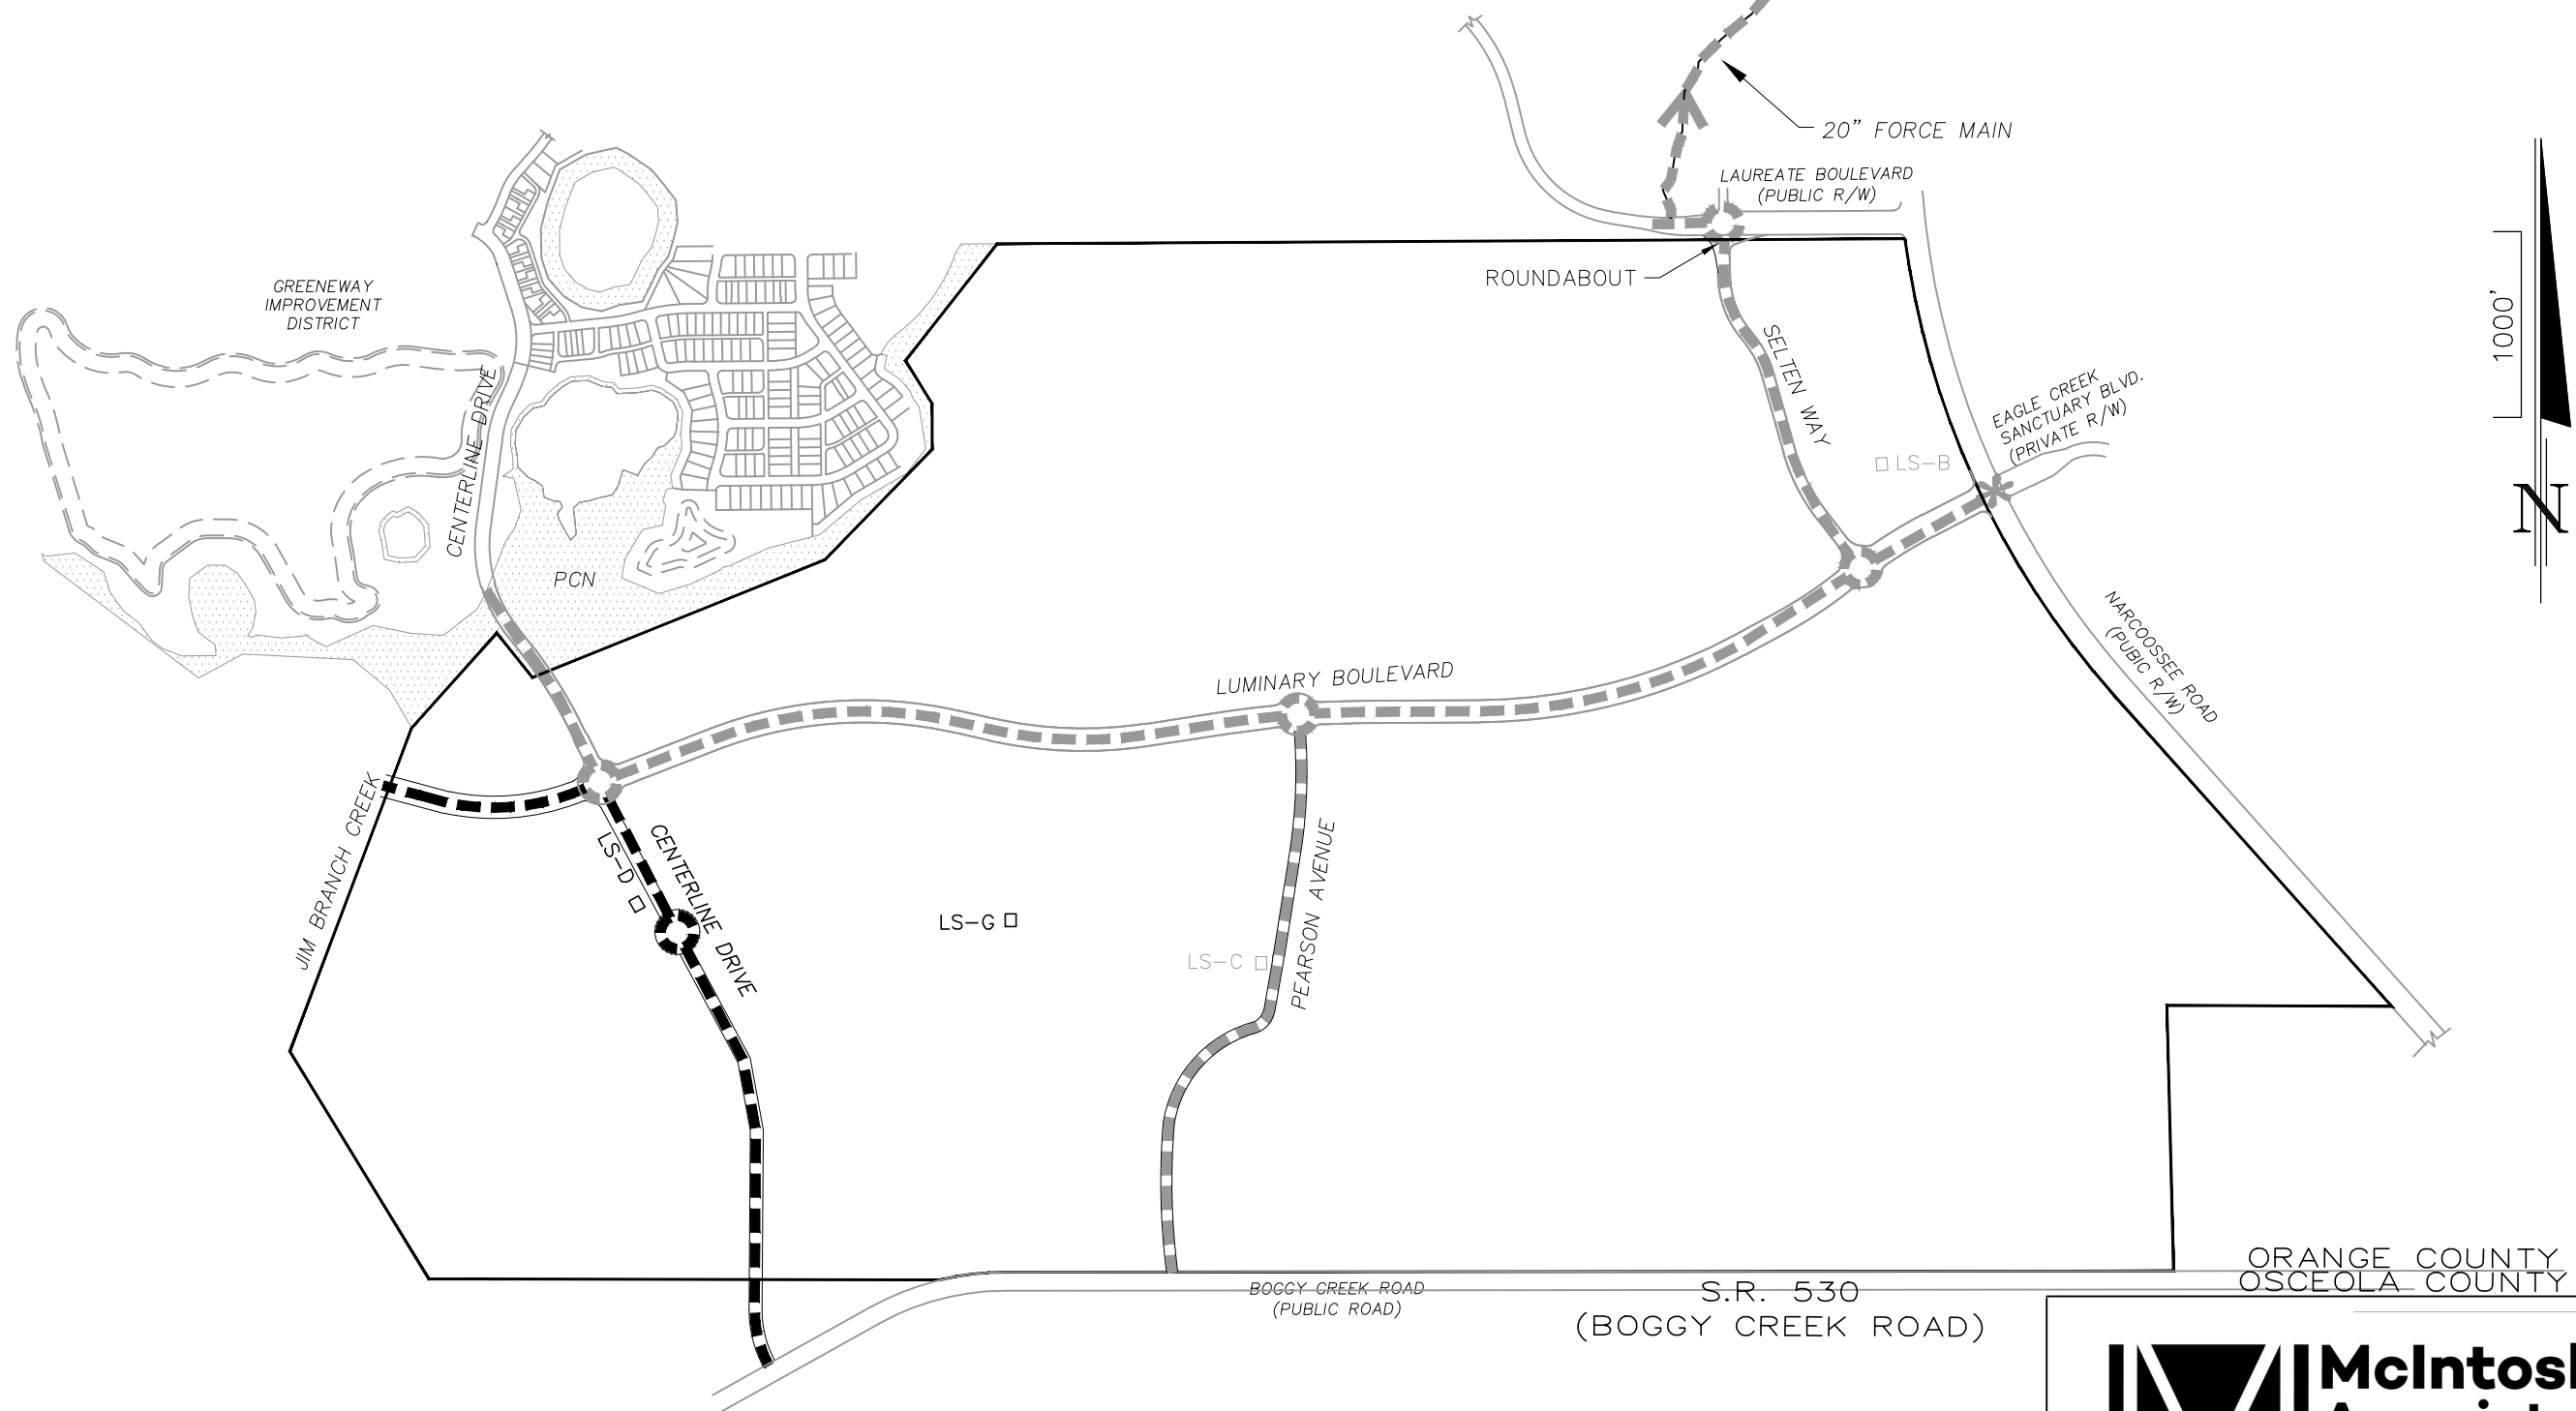 20” FORCE MAIN
LAUREATE BOULEVARD
(PUBLIC R/W)
ROUNDABOUT
GREENEWAY
IMPROVEMENT
DISTRICT
1000'
CENTERLINE DRIVE
SELTEN WAY
EAGLE CREEK
SANCTUARY BLVD.
(PRIVATE R/W)
LS-B
N
PCN
NARCOOSSEE ROAD
(PUBIC R/W)
LUMINARY BOULEVARD
JIM BRANCH CREEK
LS-D
CENTERLINE DRIVE
LS-G
LS-C
PEARSON AVENUE
ORANGE COUNTY
OSCEOLA COUNTY
BOGGY CREEK ROAD
(PUBLIC ROAD)
S.R. 530
(BOGGY CREEK ROAD)